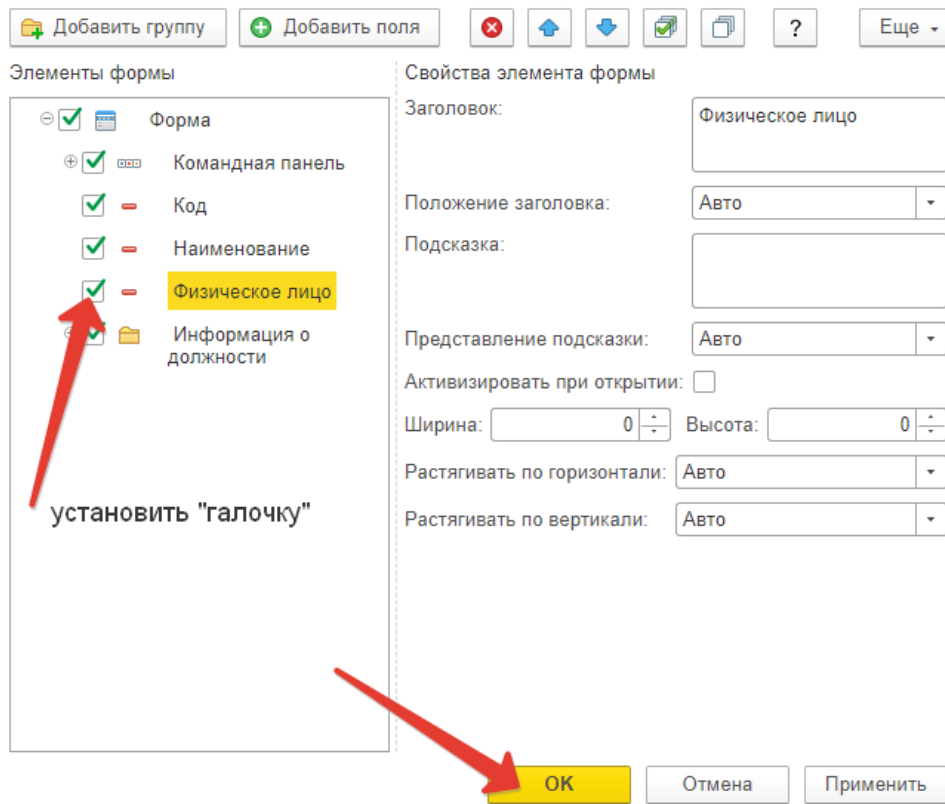 Добавить группу Добавить поля ? Еще
Элементы формы Свойства элемента формы
Форма
Командная панель
Код
Наименование
Физическое лицо
Информация о
должности
установить "галочку"
Заголовок: Физическое лицо
Положение заголовка: Авто
Подсказка:
Представление подсказки: Авто
Активизировать при открытии:
Ширина: 0 Высота: 0
Растягивать по горизонтали: Авто
Растягивать по вертикали: Авто
ОК Отмена Применить